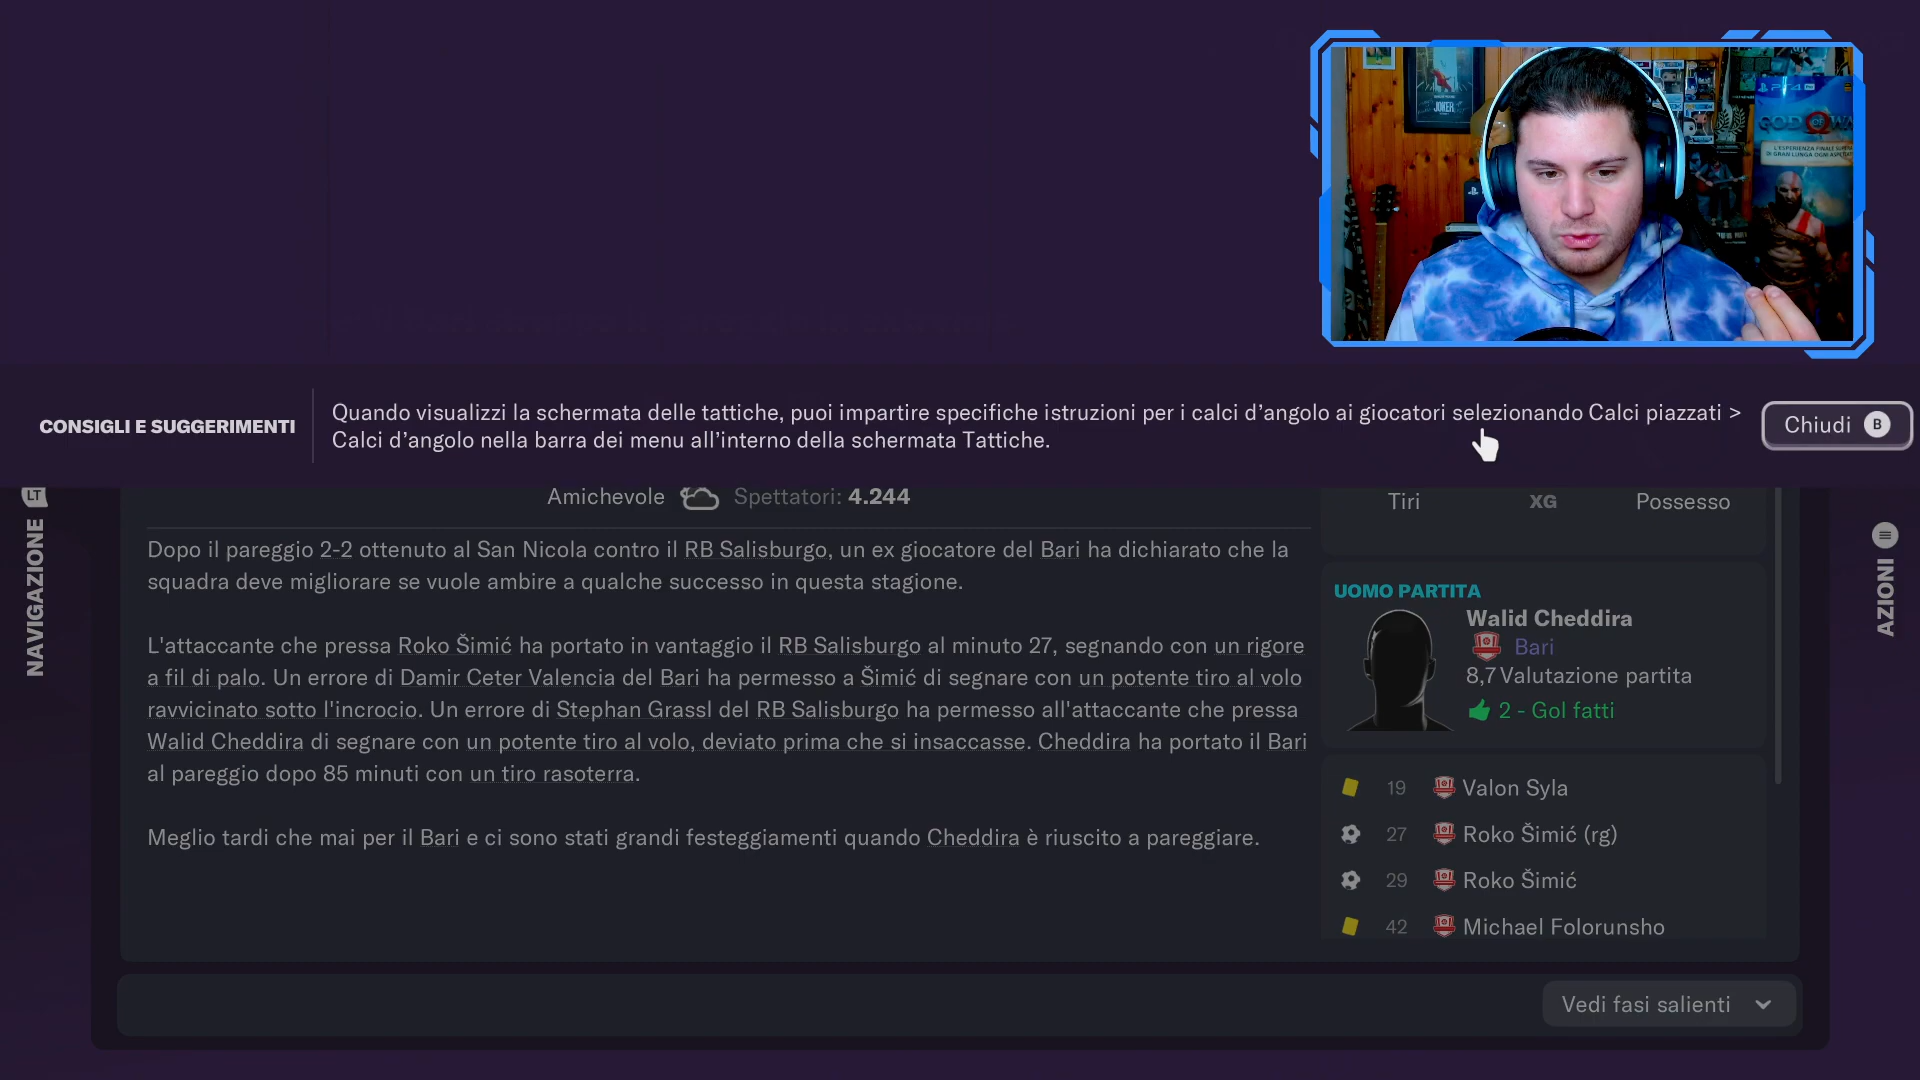 JOKER
PS4 Pro
GOD OF WAR
CONSIGLI E SUGGERIMENTI
Quando visualizzi la schermata delle tattiche, puoi impartire specifiche istruzioni per i calci d'angolo ai giocatori selezionando Calci piazzati >
Calci d'angolo nella barra dei menu all'interno della schermata Tattiche.
Chiudi B
LT
NAVIGAZIONE
Amichevole Spettatori: 4.244
Dopo il pareggio 2-2 ottenuto al San Nicola contro il RB Salisburgo, un ex giocatore del Bari ha dichiarato che la
squadra deve migliorare se vuole ambire a qualche successo in questa stagione.
L'attaccante che pressa Roko Šimić ha portato in vantaggio il RB Salisburgo al minuto 27, segnando con un rigore
a fil di palo. Un errore di Damir Ceter Valencia del Bari ha permesso a Šimić di segnare con un potente tiro al volo
ravvicinato sotto l'incrocio. Un errore di Stephan Grassl del RB Salisburgo ha permesso all'attaccante che pressa
Walid Cheddira di segnare con un potente tiro al volo, deviato prima che si insaccasse. Cheddira ha portato il Bari
al pareggio dopo 85 minuti con un tiro rasoterra.
Meglio tardi che mai per il Bari e ci sono stati grandi festeggiamenti quando Cheddira è riuscito a pareggiare.
Tiri XG Possesso
UOMO PARTITA
Walid Cheddira
Bari
8,7 Valutazione partita
2 - Gol fatti
19 Valon Syla
27 Roko Šimić (rg)
29 Roko Šimić
42 Michael Folorunsho
AZIONI
Vedi fasi salienti